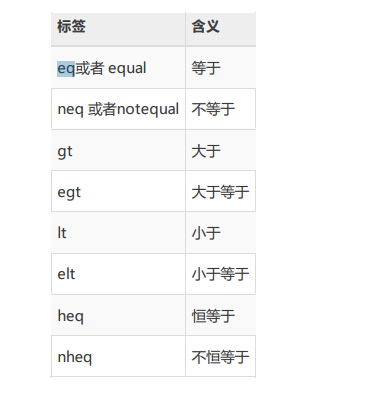 标签 含义
eq或者 equal 等于
neq 或者notequal 不等于
gt 大于
egt 大于等于
lt 小于
elt 小于等于
heq 恒等于
nheq 不恒等于